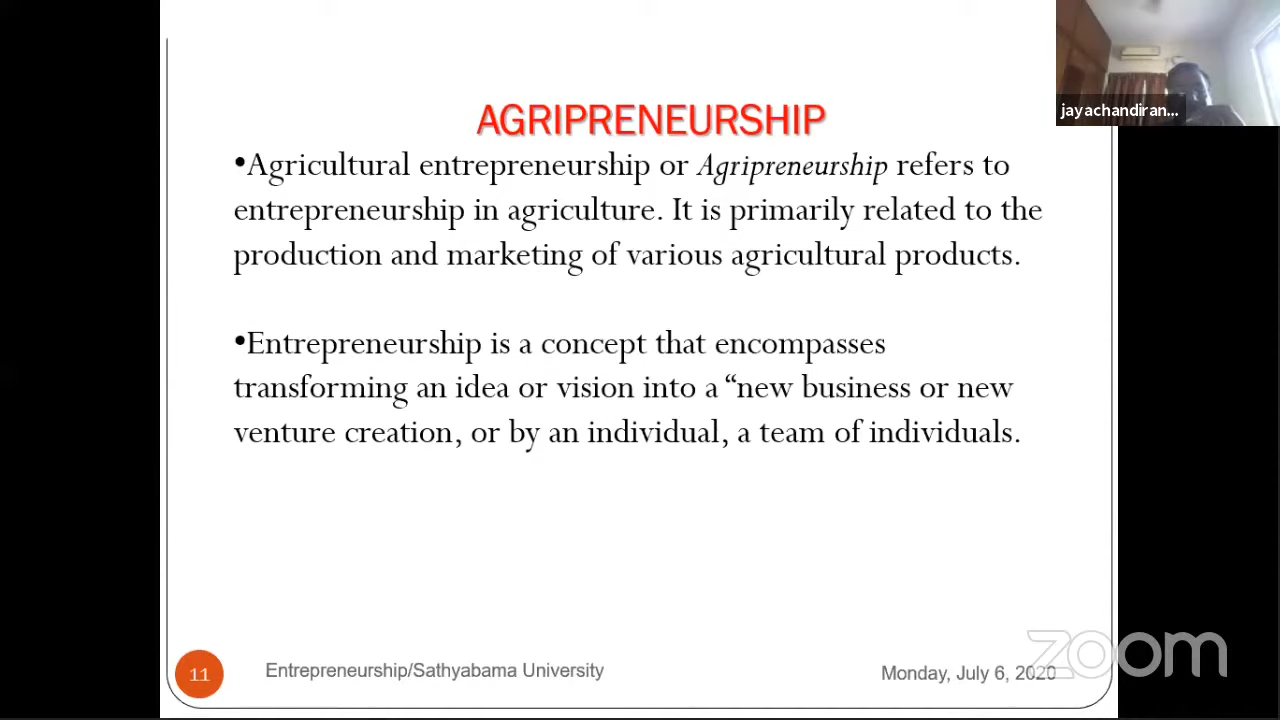 jayachandiran...
AGRIPRENEURSHIP
•Agricultural entrepreneurship or Agripreneurship refers to
entrepreneurship in agriculture. It is primarily related to the
production and marketing of various agricultural products.
•Entrepreneurship is a concept that encompasses
transforming an idea or vision into a “new business or new
venture creation, or by an individual, a team of individuals.
11
Entrepreneurship/Sathyabama University
Monday, July 6, 2020
zoom